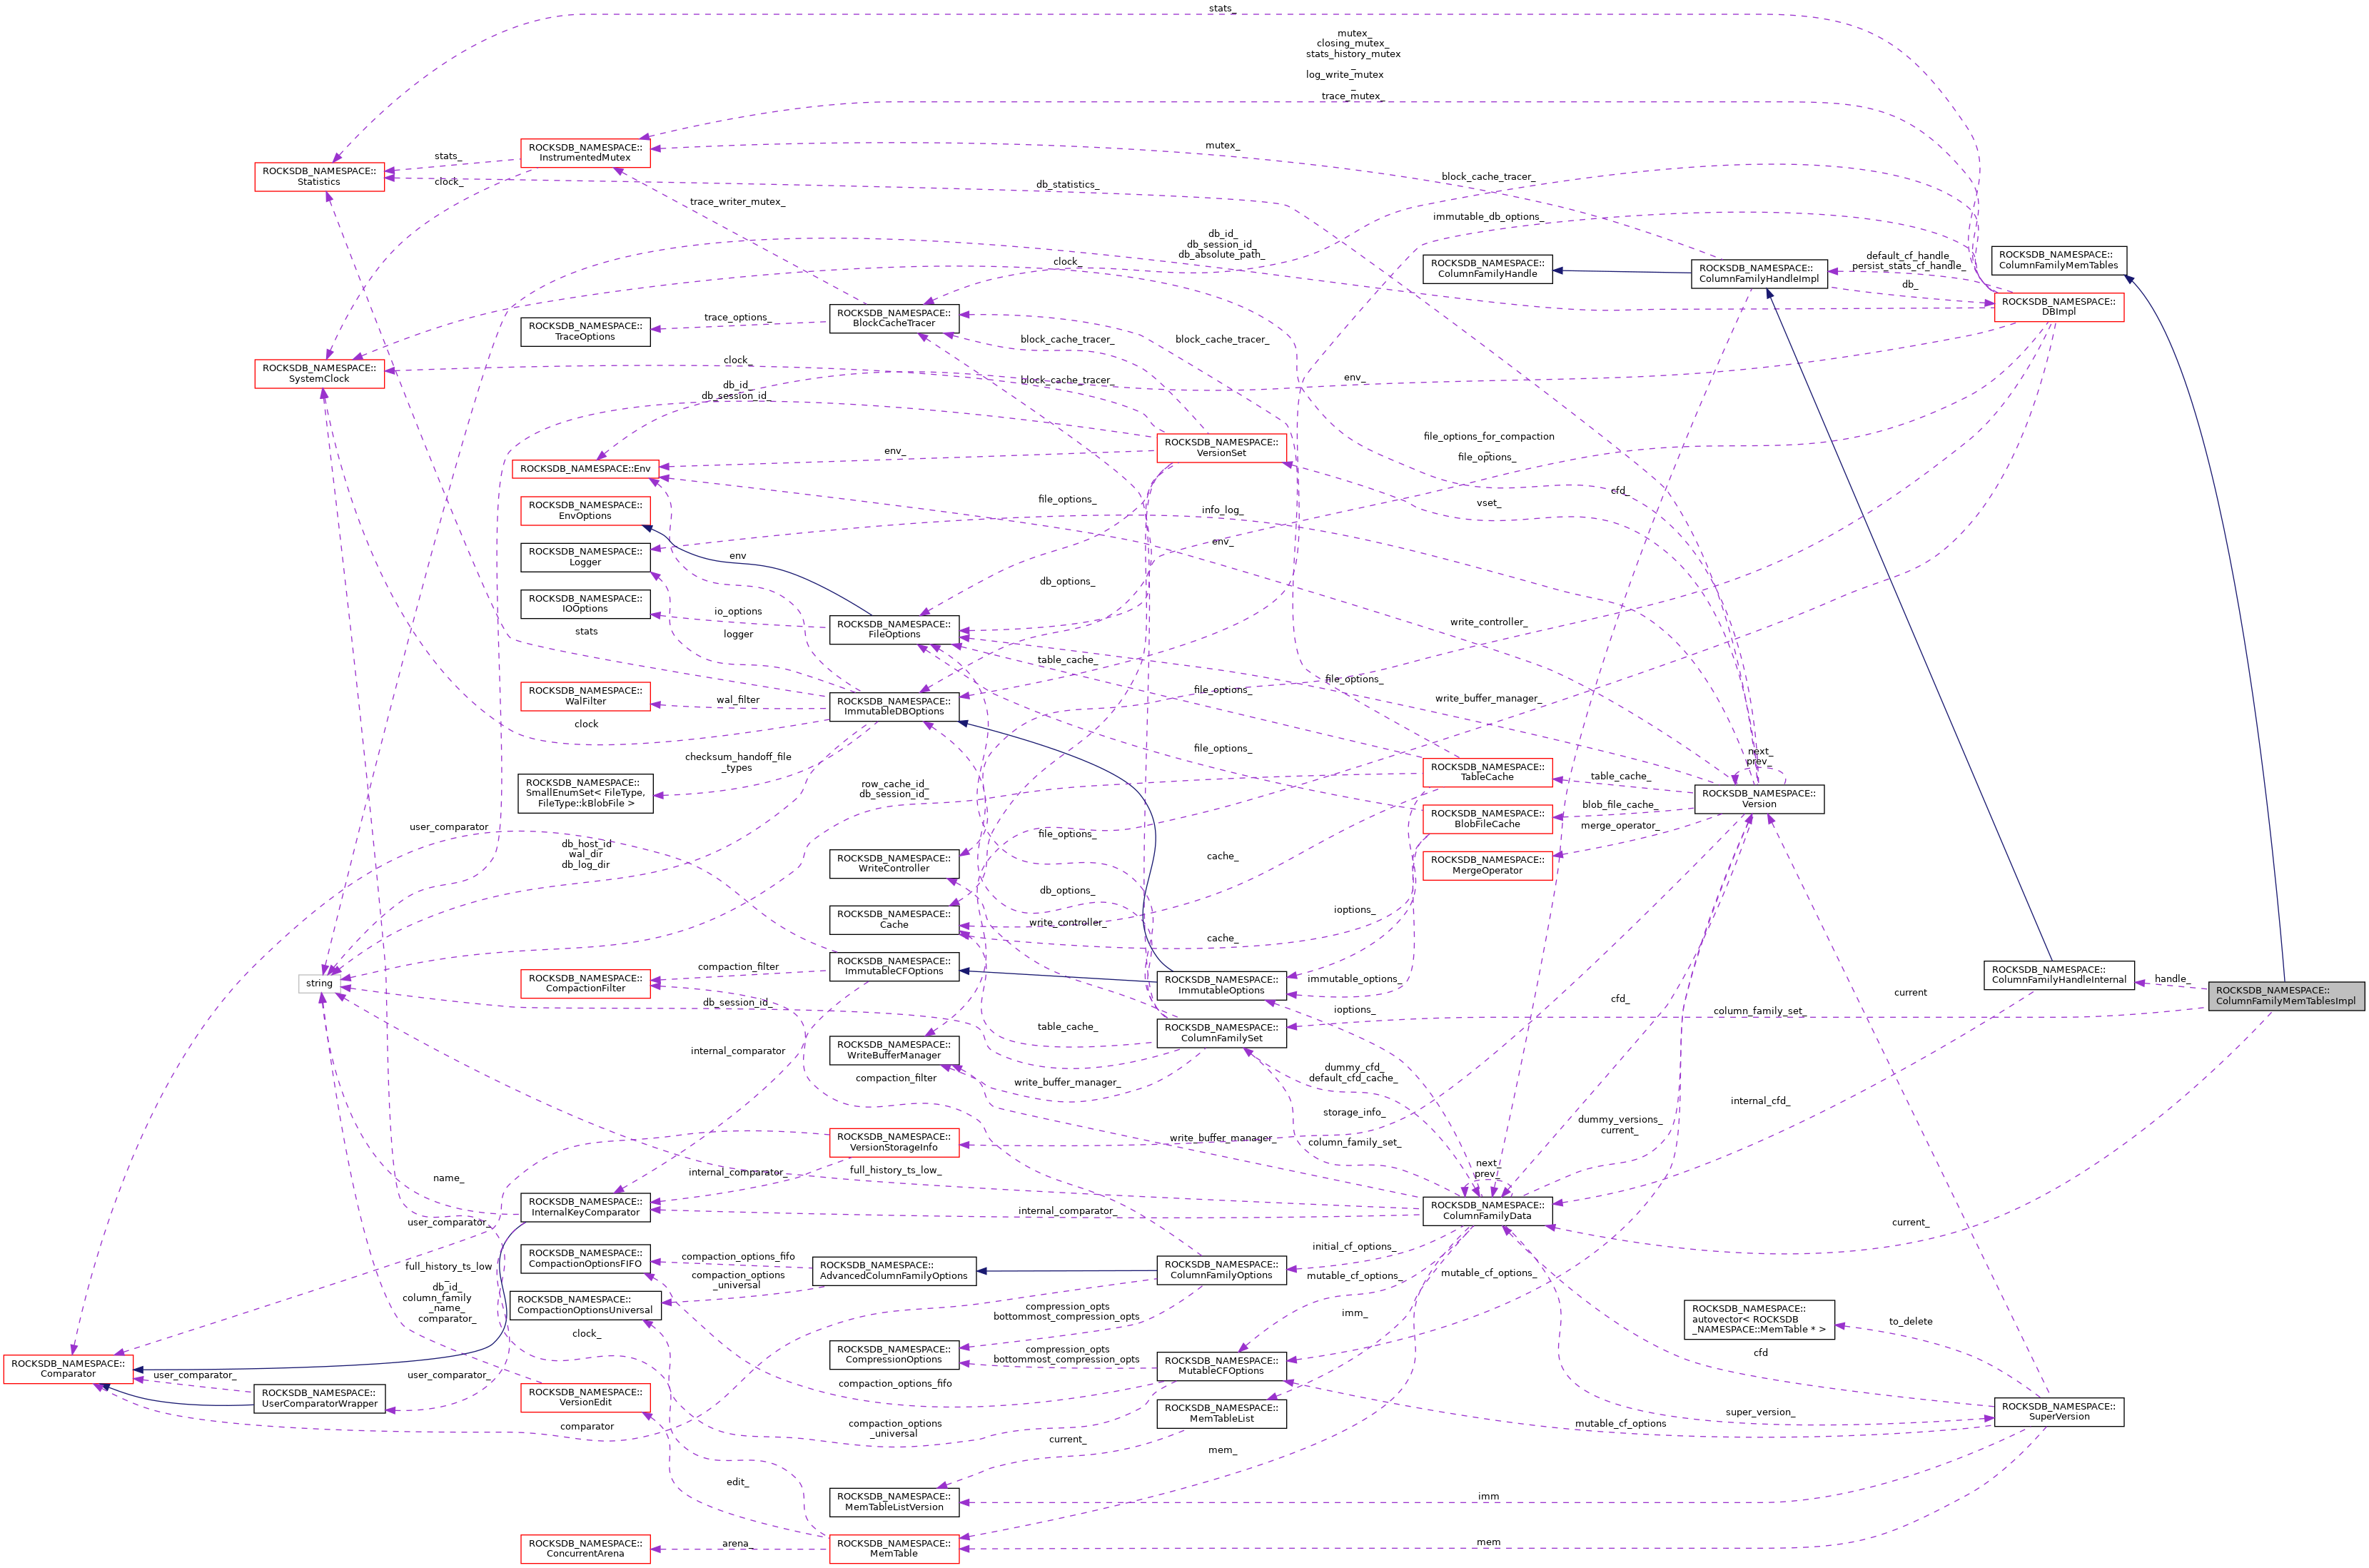 stats_
mutex_
closing_mutex_
stats_history_mutex
_
log_write_mutex
_
trace_mutex_
ROCKSDB_NAMESPACE::
InstrumentedMutex
ROCKSDB_NAMESPACE::
Statistics
stats_
clock_
mutex_
block_cache_tracer_
db_statistics_
trace_writer_mutex_
immutable_db_options_
db_id_
db_session_id_
db_absolute_path_
clock_
ROCKSDB_NAMESPACE::
ColumnFamilyHandle
ROCKSDB_NAMESPACE::
ColumnFamilyHandleImpl
default_cf_handle_
persist_stats_cf_handle_
db_
ROCKSDB_NAMESPACE::
ColumnFamilyMemTables
ROCKSDB_NAMESPACE::
DBImpl
ROCKSDB_NAMESPACE::
BlockCacheTracer
ROCKSDB_NAMESPACE::
TraceOptions
trace_options_
block_cache_tracer_
block_cache_tracer_
ROCKSDB_NAMESPACE::
SystemClock
clock_
block_cache_tracer_
env_
db_id_
db_session_id_
ROCKSDB_NAMESPACE::
VersionSet
file_options_for_compaction
_
file_options_
env_
ROCKSDB_NAMESPACE::Env
cfd_
vset_
ROCKSDB_NAMESPACE::
EnvOptions
file_options_
info_log_
ROCKSDB_NAMESPACE::
Logger
env
env_
db_options_
ROCKSDB_NAMESPACE::
IOOptions
io_options
ROCKSDB_NAMESPACE::
FileOptions
logger
stats
write_controller_
table_cache_
file_options_
file_options_
write_buffer_manager_
ROCKSDB_NAMESPACE::
WalFilter
wal_filter
ROCKSDB_NAMESPACE::
ImmutableDBOptions
clock
file_options_
checksum_handoff_file
_types
ROCKSDB_NAMESPACE::
SmallEnumSet< FileType,
FileType::kBlobFile >
row_cache_id_
db_session_id_
ROCKSDB_NAMESPACE::
TableCache
table_cache_
next_
prev_
ROCKSDB_NAMESPACE::
Version
blob_file_cache_
ROCKSDB_NAMESPACE::
BlobFileCache
merge_operator_
ROCKSDB_NAMESPACE::
MergeOperator
user_comparator
db_host_id
wal_dir
db_log_dir
file_options_
cache_
ROCKSDB_NAMESPACE::
WriteController
db_options_
ROCKSDB_NAMESPACE::
Cache
write_controller_
ioptions_
cache_
ROCKSDB_NAMESPACE::
ImmutableCFOptions
compaction_filter
ROCKSDB_NAMESPACE::
CompactionFilter
string
ROCKSDB_NAMESPACE::
ImmutableOptions
immutable_options_
ROCKSDB_NAMESPACE::
ColumnFamilyHandleInternal
handle_
ROCKSDB_NAMESPACE::
ColumnFamilyMemTablesImpl
current
cfd_
db_session_id_
ioptions_
column_family_set_
ROCKSDB_NAMESPACE::
ColumnFamilySet
table_cache_
ROCKSDB_NAMESPACE::
WriteBufferManager
internal_comparator
compaction_filter
write_buffer_manager_
dummy_cfd_
default_cfd_cache_
storage_info_
internal_cfd_
dummy_versions_
current_
ROCKSDB_NAMESPACE::
VersionStorageInfo
write_buffer_manager_
column_family_set_
name_
internal_comparator_
full_history_ts_low_
next_
prev_
ROCKSDB_NAMESPACE::
InternalKeyComparator
internal_comparator_
ROCKSDB_NAMESPACE::
ColumnFamilyData
user_comparator_
current_
ROCKSDB_NAMESPACE::
CompactionOptionsFIFO
compaction_options_fifo
ROCKSDB_NAMESPACE::
AdvancedColumnFamilyOptions
ROCKSDB_NAMESPACE::
ColumnFamilyOptions
initial_cf_options_
full_history_ts_low
_
db_id_
column_family
_name_
comparator_
compaction_options
_universal
mutable_cf_options_
mutable_cf_options_
ROCKSDB_NAMESPACE::
CompactionOptionsUniversal
compression_opts
bottommost_compression_opts
imm_
ROCKSDB_NAMESPACE::
autovector< ROCKSDB
_NAMESPACE::MemTable * >
to_delete
clock_
ROCKSDB_NAMESPACE::
CompressionOptions
compression_opts
bottommost_compression_opts
ROCKSDB_NAMESPACE::
MutableCFOptions
cfd
ROCKSDB_NAMESPACE::
Comparator
user_comparator_
user_comparator_
ROCKSDB_NAMESPACE::
UserComparatorWrapper
ROCKSDB_NAMESPACE::
VersionEdit
compaction_options_fifo
ROCKSDB_NAMESPACE::
MemTableList
super_version_
ROCKSDB_NAMESPACE::
SuperVersion
comparator
compaction_options
_universal
current_
mutable_cf_options
mem_
edit_
ROCKSDB_NAMESPACE::
MemTableListVersion
imm
ROCKSDB_NAMESPACE::
ConcurrentArena
arena_
ROCKSDB_NAMESPACE::
MemTable
mem